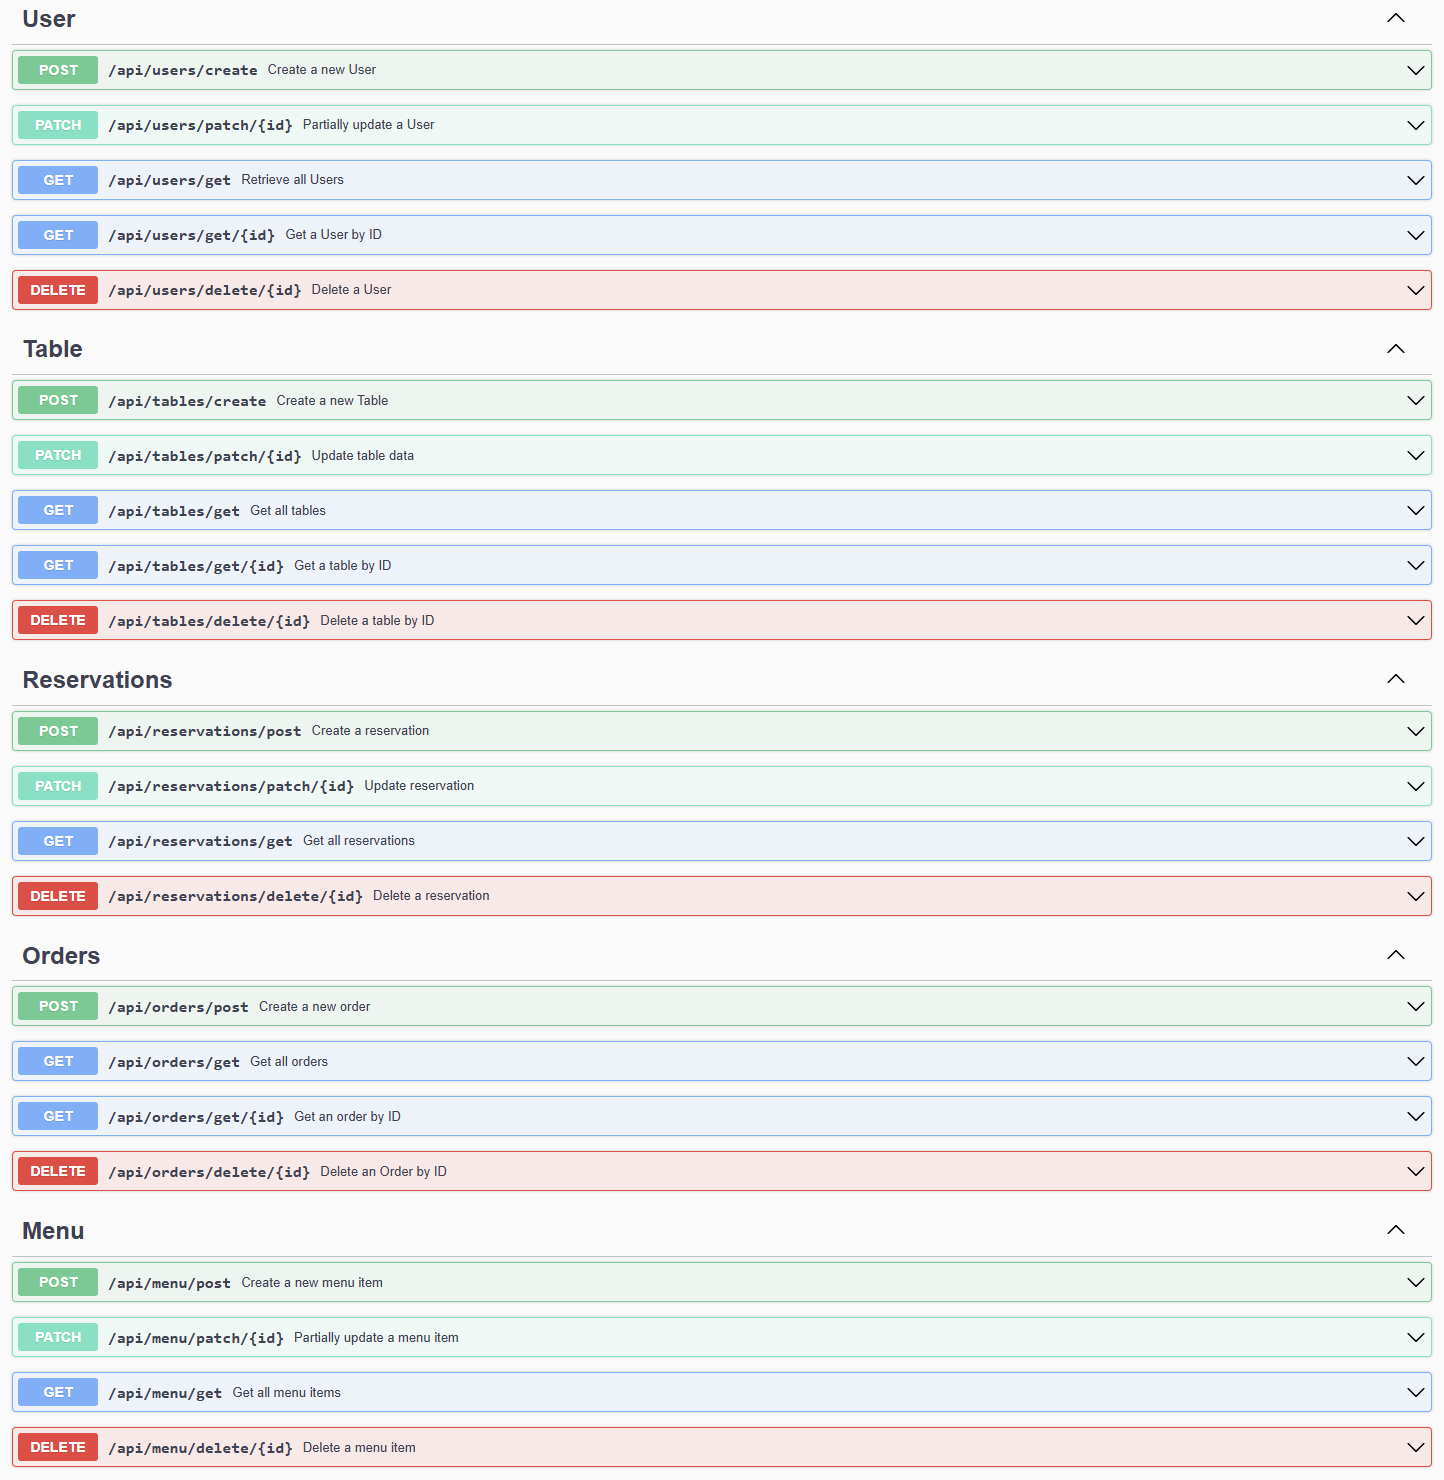 User
POST /api/users/create Create a new User
PATCH /api/users/patch/{id} Partially update a User
GET /api/users/get Retrieve all Users
GET /api/users/get/{id} Get a User by ID
DELETE /api/users/delete/{id} Delete a User
Table
POST /api/tables/create Create a new Table
PATCH /api/tables/patch/{id} Update table data
GET /api/tables/get Get all tables
GET /api/tables/get/{id} Get a table by ID
DELETE /api/tables/delete/{id} Delete a table by ID
Reservations
POST /api/reservations/post Create a reservation
PATCH /api/reservations/patch/{id} Update reservation
GET /api/reservations/get Get all reservations
DELETE /api/reservations/delete/{id} Delete a reservation
Orders
POST /api/orders/post Create a new order
GET /api/orders/get Get all orders
GET /api/orders/get/{id} Get an order by ID
DELETE /api/orders/delete/{id} Delete an Order by ID
Menu
POST /api/menu/post Create a new menu item
PATCH /api/menu/patch/{id} Partially update a menu item
GET /api/menu/get Get all menu items
DELETE /api/menu/delete/{id} Delete a menu item